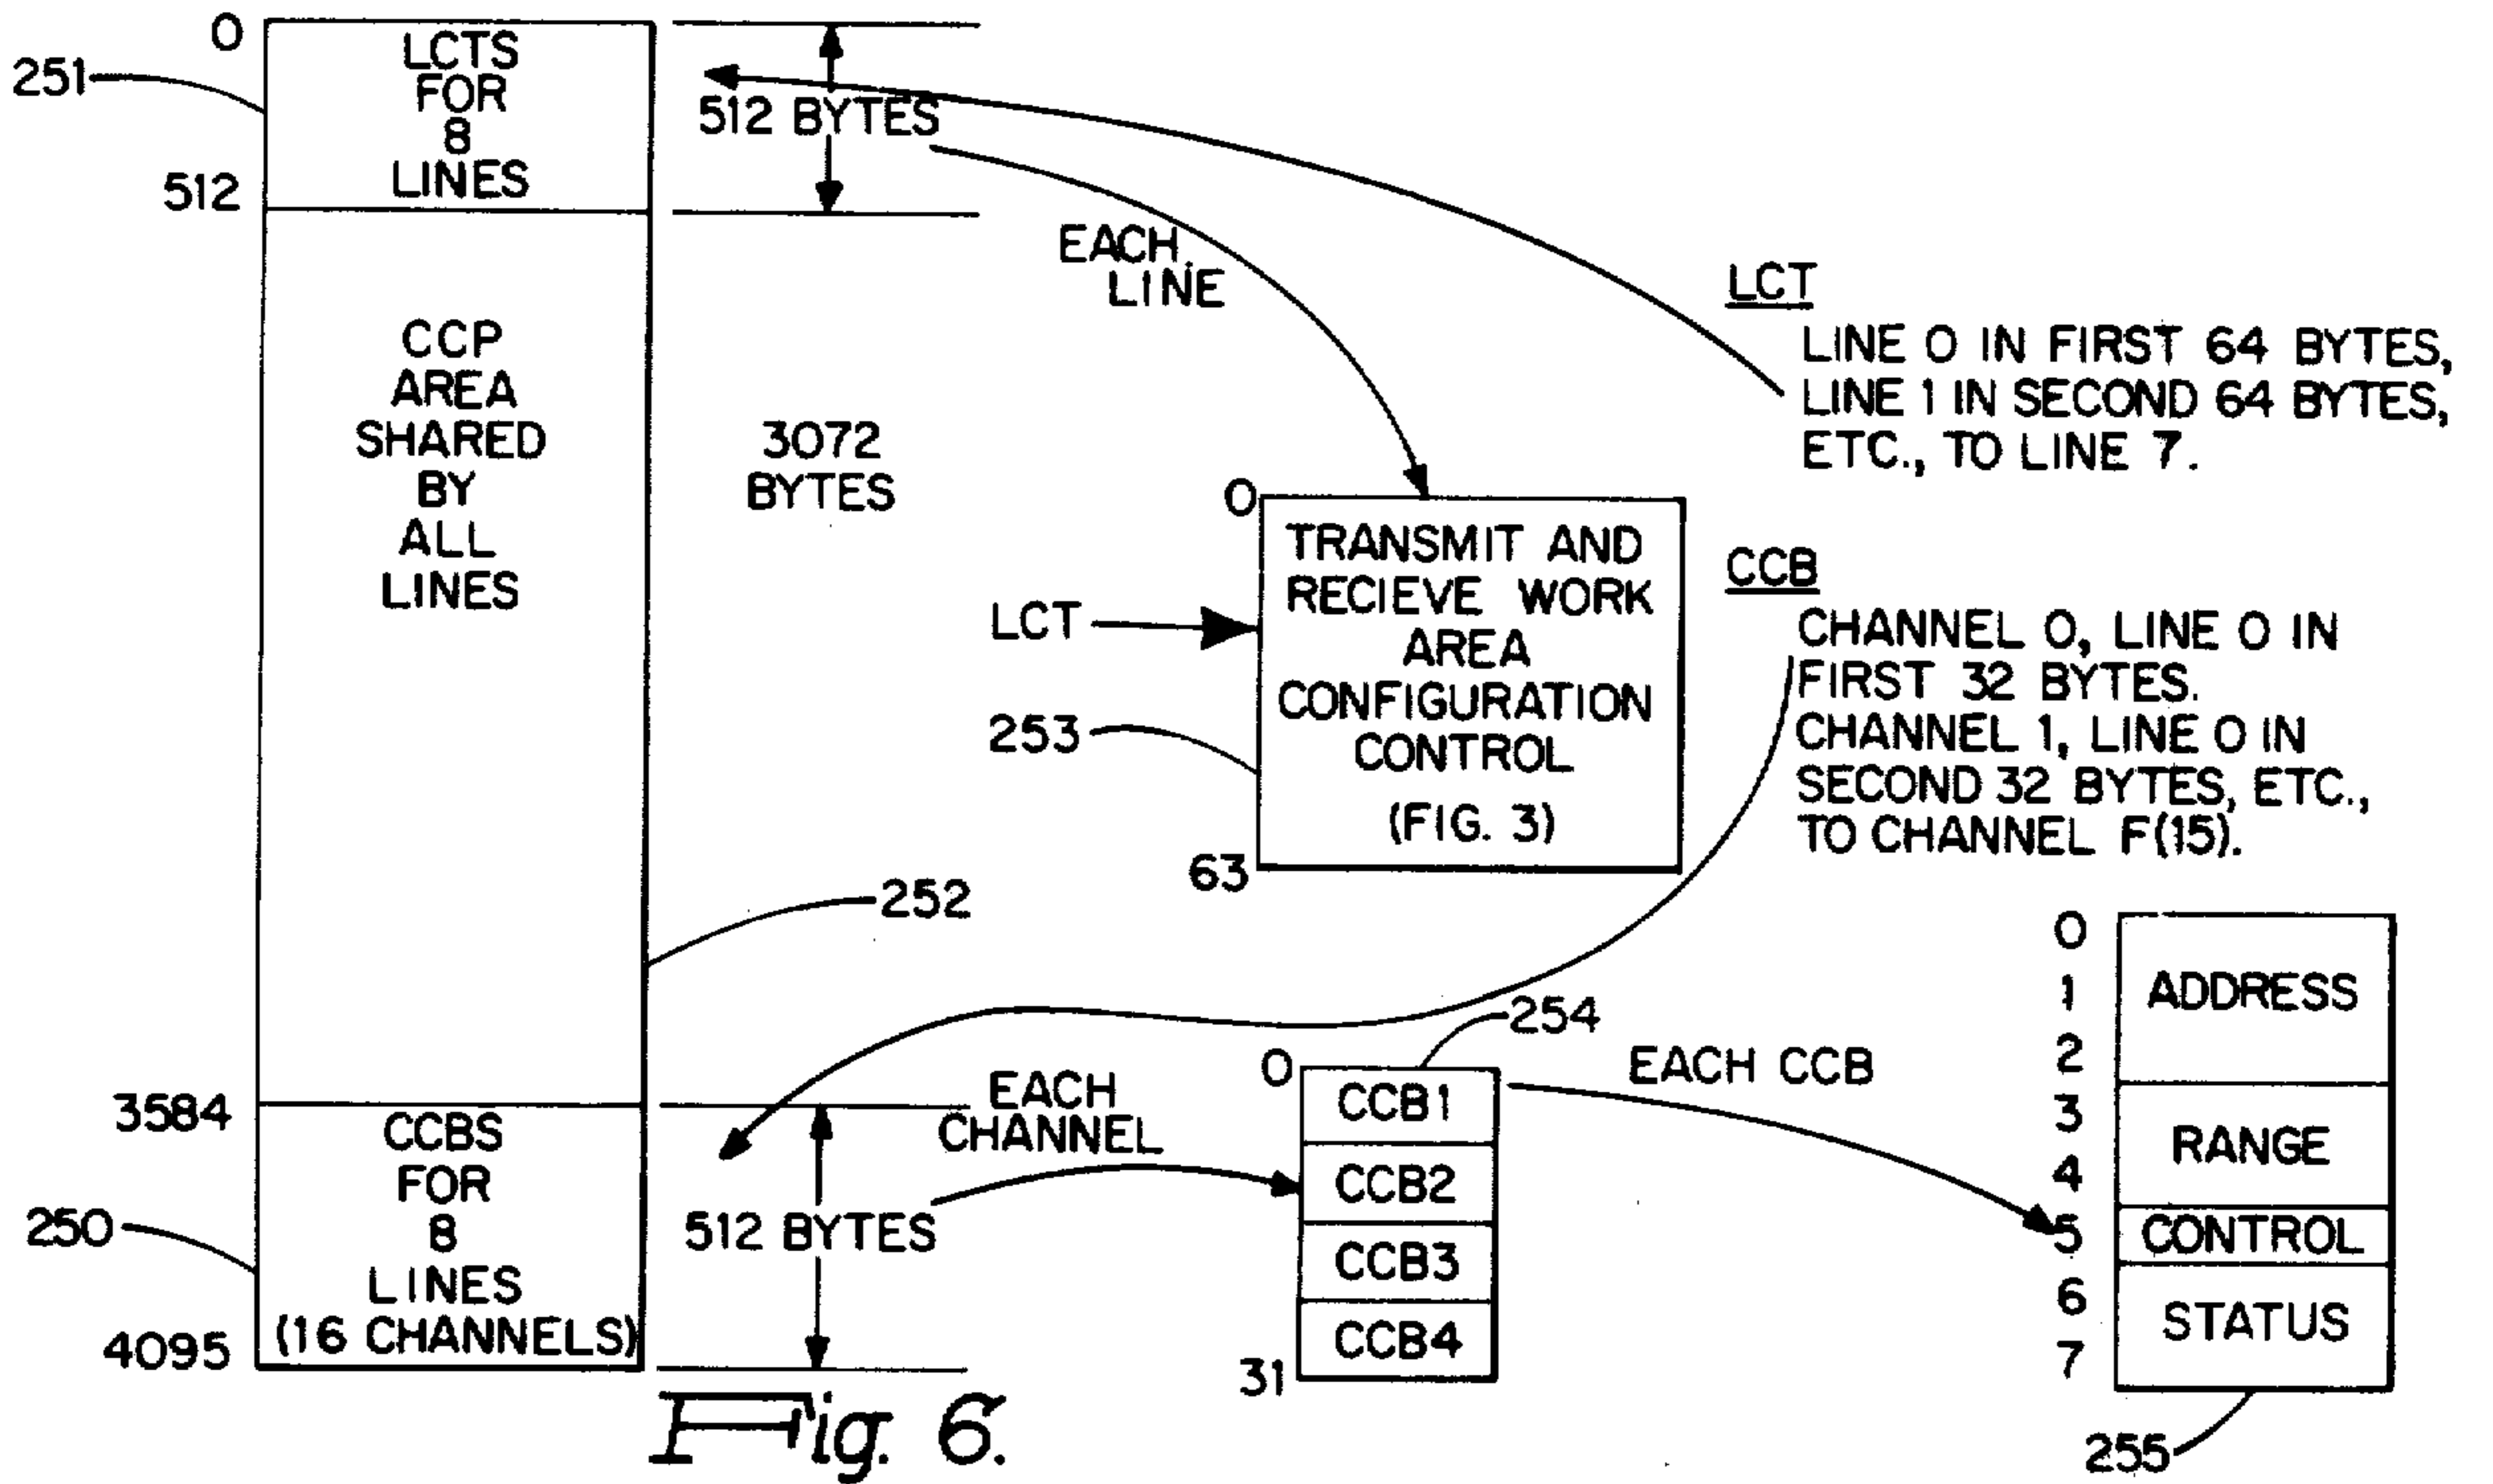 0
LCTS
FOR
8
LINES
251
512
512 BYTES
EACH
LINE
CCP
AREA
SHARED
BY
ALL
LINES
3072
BYTES
252
3584
CCBS
FOR
8
LINES
(16 CHANNELS)
250
4095
512 BYTES
EACH
CHANNEL
LCT
LINE 0 IN FIRST 64 BYTES,
LINE 1 IN SECOND 64 BYTES,
ETC., TO LINE 7.
0
TRANSMIT AND
RECIEVE WORK
AREA
CONFIGURATION
CONTROL
(FIG. 3)
63
LCT
253
CCB
CHANNEL 0, LINE 0 IN
FIRST 32 BYTES.
CHANNEL 1, LINE 0 IN
SECOND 32 BYTES, ETC.,
TO CHANNEL F(15).
254
0
CCB1
CCB2
CCB3
CCB4
31
EACH CCB
0
1
2
ADDRESS
3
4
RANGE
5
CONTROL
6
7
STATUS
255
Fig. 6.